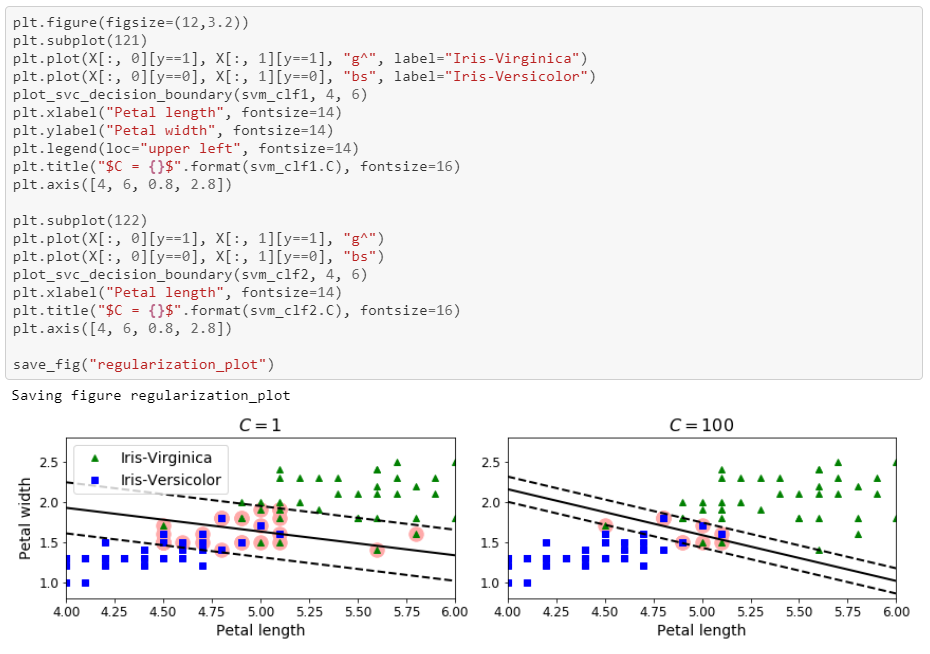 plt.figure(figsize=(12,3.2))
plt.subplot(121)
plt.plot(X[:, 0][y==1], X[:, 1][y==1], "g^", label="Iris-Virginica")
plt.plot(X[:, 0][y==0], X[:, 1][y==0], "bs", label="Iris-Versicolor")
plot_svc_decision_boundary(svm_clf1, 4, 6)
plt.xlabel("Petal length", fontsize=14)
plt.ylabel("Petal width", fontsize=14)
plt.legend(loc="upper left", fontsize=14)
plt.title("$C = {}$".format(svm_clf1.C), fontsize=16)
plt.axis([4, 6, 0.8, 2.8])

plt.subplot(122)
plt.plot(X[:, 0][y==1], X[:, 1][y==1], "g^")
plt.plot(X[:, 0][y==0], X[:, 1][y==0], "bs")
plot_svc_decision_boundary(svm_clf2, 4, 6)
plt.xlabel("Petal length", fontsize=14)
plt.title("$C = {}$".format(svm_clf2.C), fontsize=16)
plt.axis([4, 6, 0.8, 2.8])

save_fig("regularization_plot")
Saving figure regularization_plot
C = 1
Iris-Virginica
Iris-Versicolor
Petal width
2.5
2.0
1.5
1.0
4.00 4.25 4.50 4.75 5.00 5.25 5.50 5.75 6.00
Petal length
C = 100
2.5
2.0
1.5
1.0
4.00 4.25 4.50 4.75 5.00 5.25 5.50 5.75 6.00
Petal length